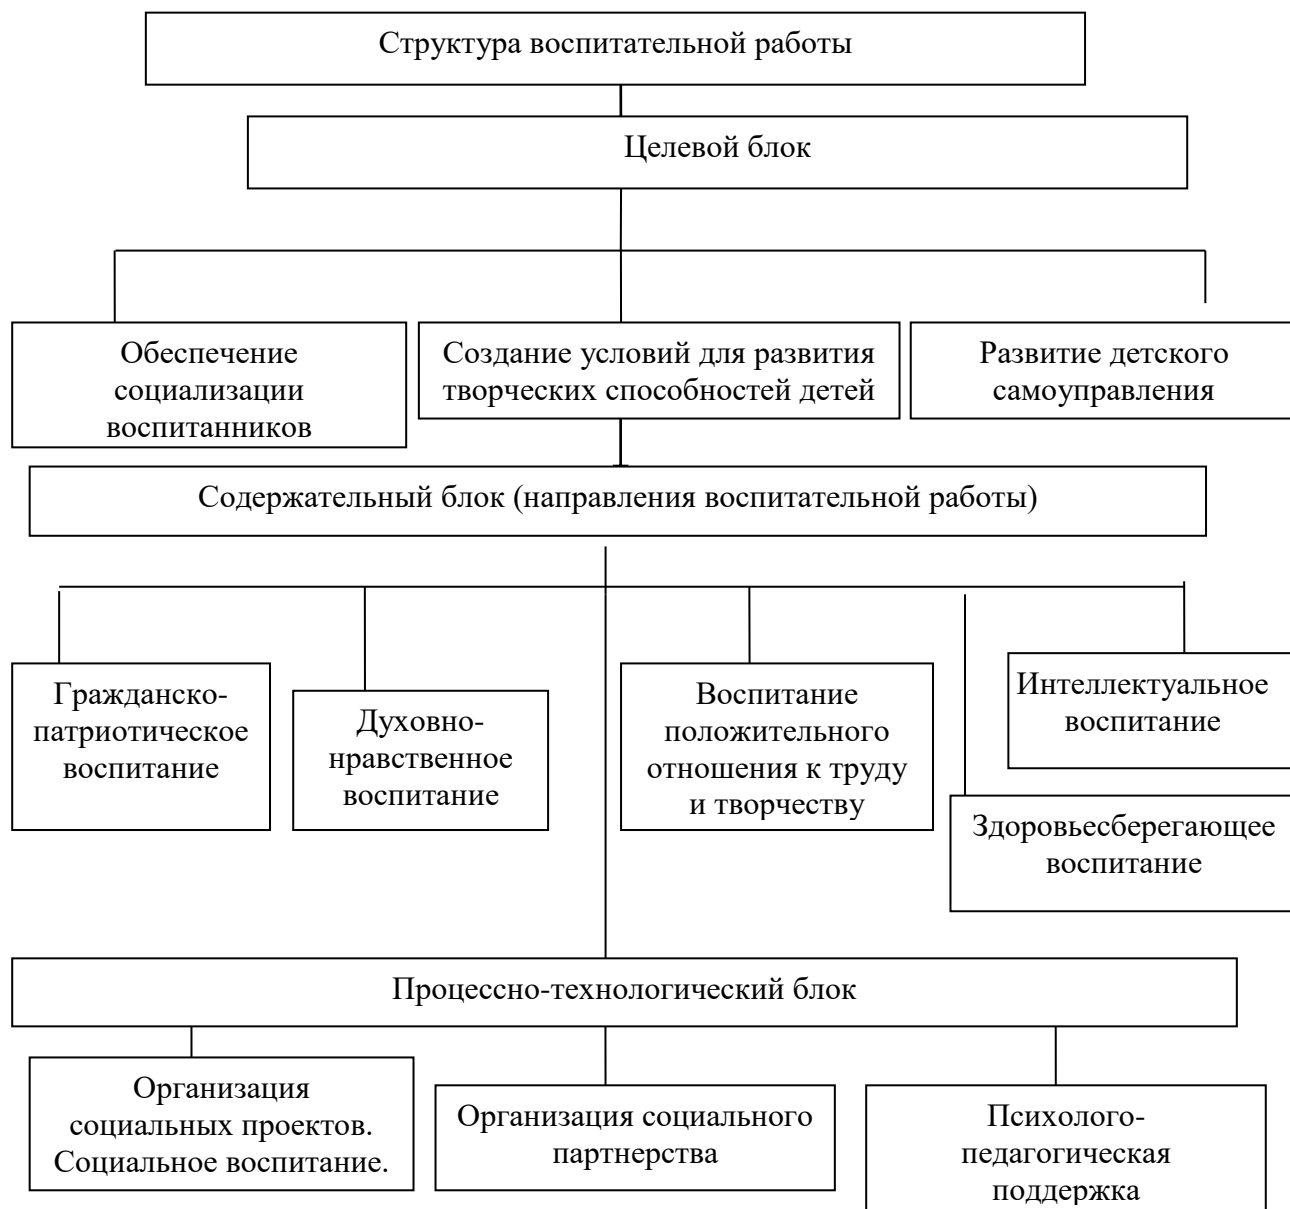 Структура воспитательной работы
Целевой блок
Обеспечение
социализации
воспитанников
Создание условий для развития
творческих способностей детей
Развитие детского
самоуправления
Содержательный блок (направления воспитательной работы)
Гражданско-
патриотическое
воспитание
Духовно-
нравственное
воспитание
Воспитание
положительного
отношения к труду
и творчеству
Интеллектуальное
воспитание
Здоровьесберегающее
воспитание
Процессно-технологический блок
Организация
социальных проектов.
Социальное воспитание.
Организация социального
партнерства
Психолого-
педагогическая
поддержка